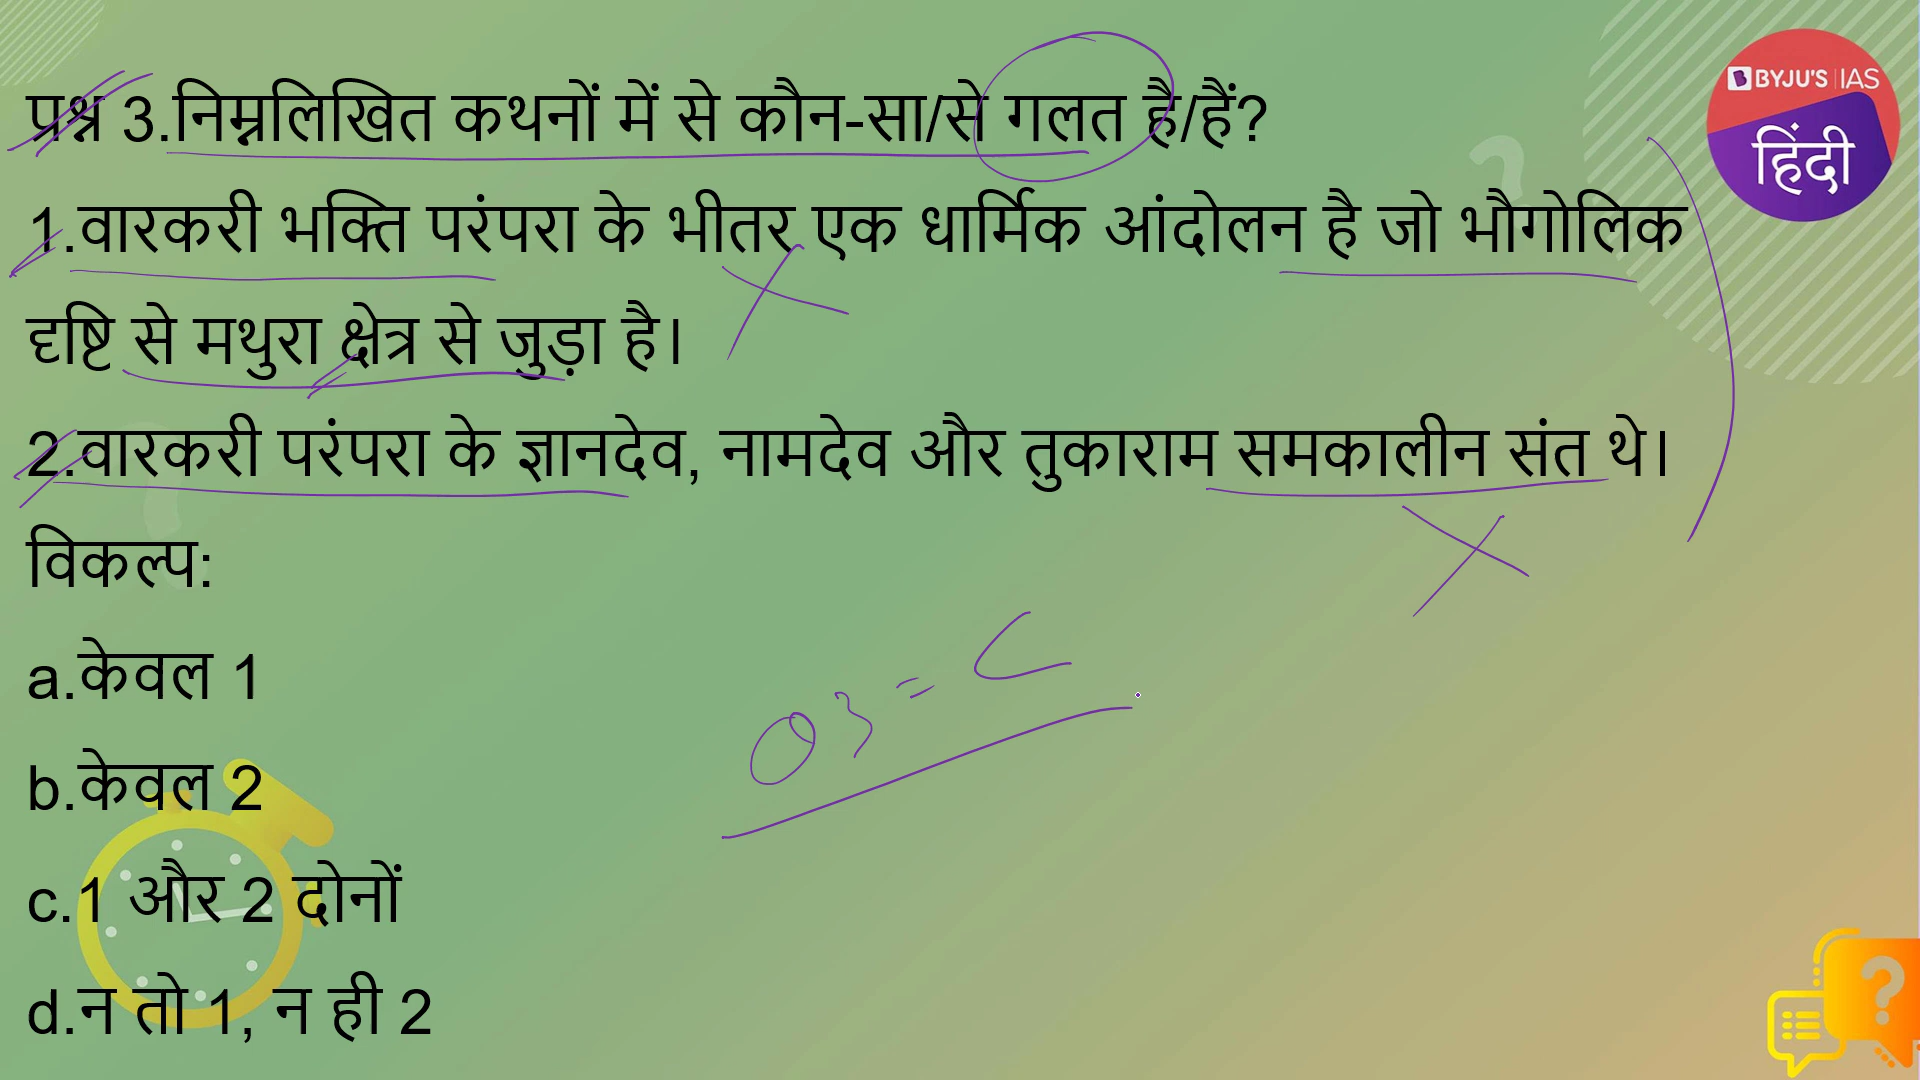 BYJU'S IAS
हिंदी
प्रश्न 3.निम्नलिखित कथनों में से कौन-सा/से गलत है/हैं?
1.वारकरी भक्ति परंपरा के भीतर एक धार्मिक आंदोलन है जो भौगोलिक
दृष्टि से मथुरा क्षेत्र से जुड़ा है।
2.वारकरी परंपरा के ज्ञानदेव, नामदेव और तुकाराम समकालीन संत थे।
विकल्प:
a.केवल 1
b.केवल 2
c.1 और 2 दोनों
d.न तो 1, न ही 2